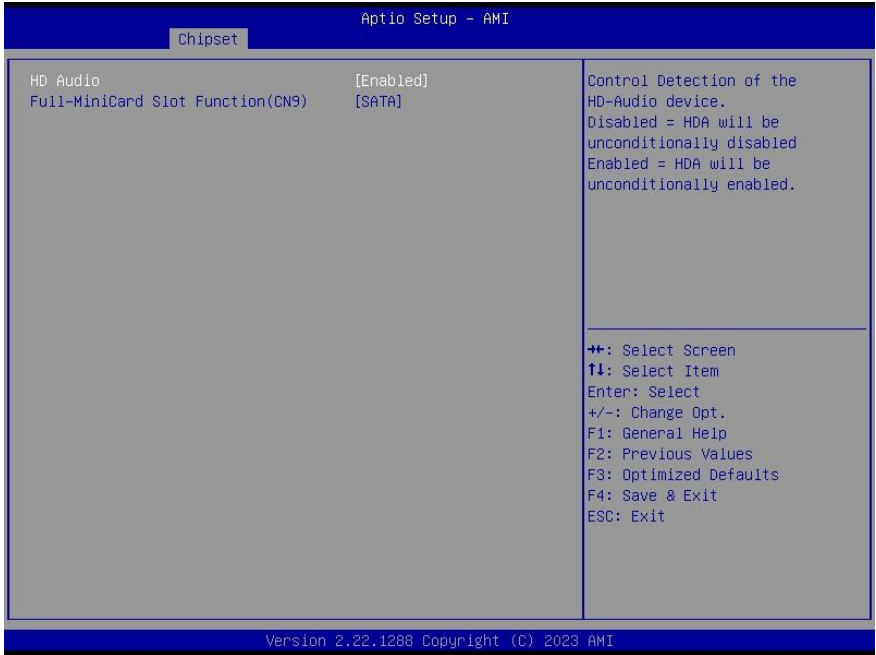 Aptio Setup – AMI
Chipset
HD Audio [Enabled]
Full-MiniCard Slot Function(CN9) [SATA]
Control Detection of the
HD-Audio device.
Disabled = HDA will be
unconditionally disabled
Enabled = HDA will be
unconditionally enabled.
→←: Select Screen
↑↓: Select Item
Enter: Select
+/-: Change Opt.
F1: General Help
F2: Previous Values
F3: Optimized Defaults
F4: Save & Exit
ESC: Exit
Version 2.22.1288 Copyright (C) 2023 AMI